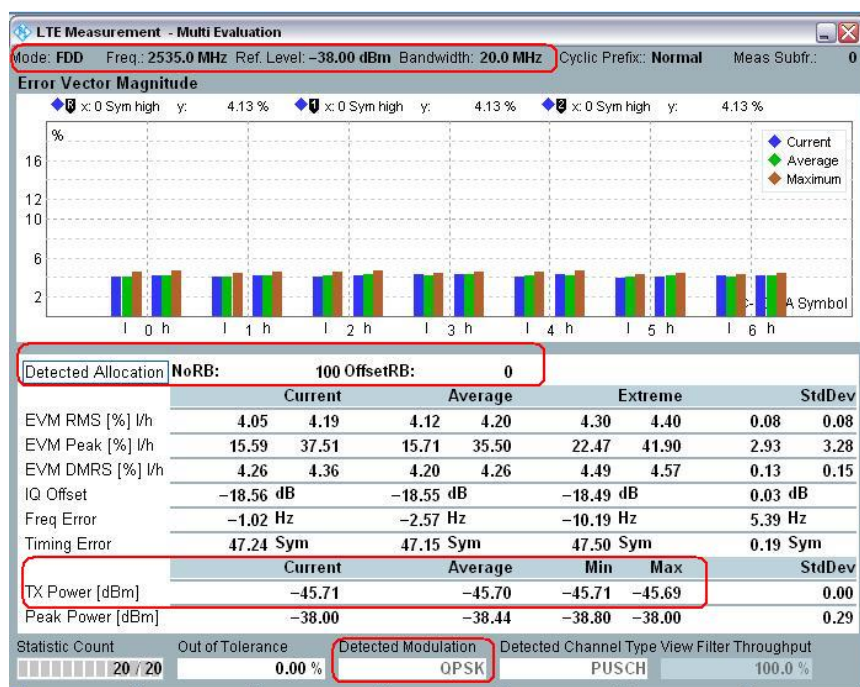 LTE Measurement - Multi Evaluation
Mode: FDD Freq.: 2535.0 MHz Ref. Level: −38.00 dBm Bandwidth: 20.0 MHz Cyclic Prefix:: Normal Meas Subfr.: 0
Error Vector Magnitude
R x: 0 Sym high y: 4.13 % 1 x: 0 Sym high y: 4.13 % 2 x: 0 Sym high y: 4.13 %
%
Current
16
Average
Maximum
12
10
6
2
A Symbol
l 0 h l 1 h l 2 h l 3 h l 4 h l 5 h l 6 h
Detected Allocation NoRB: 100 OffsetRB: 0
Current Average Extreme StdDev
EVM RMS [%] l/h 4.05 4.19 4.12 4.20 4.30 4.40 0.08 0.08
EVM Peak [%] l/h 15.59 37.51 15.71 35.50 22.47 41.90 2.93 3.28
EVM DMRS [%] l/h 4.26 4.36 4.20 4.26 4.49 4.57 0.13 0.15
IQ Offset −18.56 dB −18.55 dB −18.49 dB 0.03 dB
Freq Error −1.02 Hz −2.57 Hz −10.19 Hz 5.39 Hz
Timing Error 47.24 Sym 47.15 Sym 47.50 Sym 0.19 Sym
Current Average Min Max StdDev
TX Power [dBm] −45.71 −45.70 −45.71 −45.69 0.00
Peak Power [dBm] −38.00 −38.44 −38.80 −38.00 0.29
Statistic Count Out of Tolerance Detected Modulation Detected Channel Type View Filter Throughput
20 / 20 0.00 % QPSK PUSCH 100.0 %